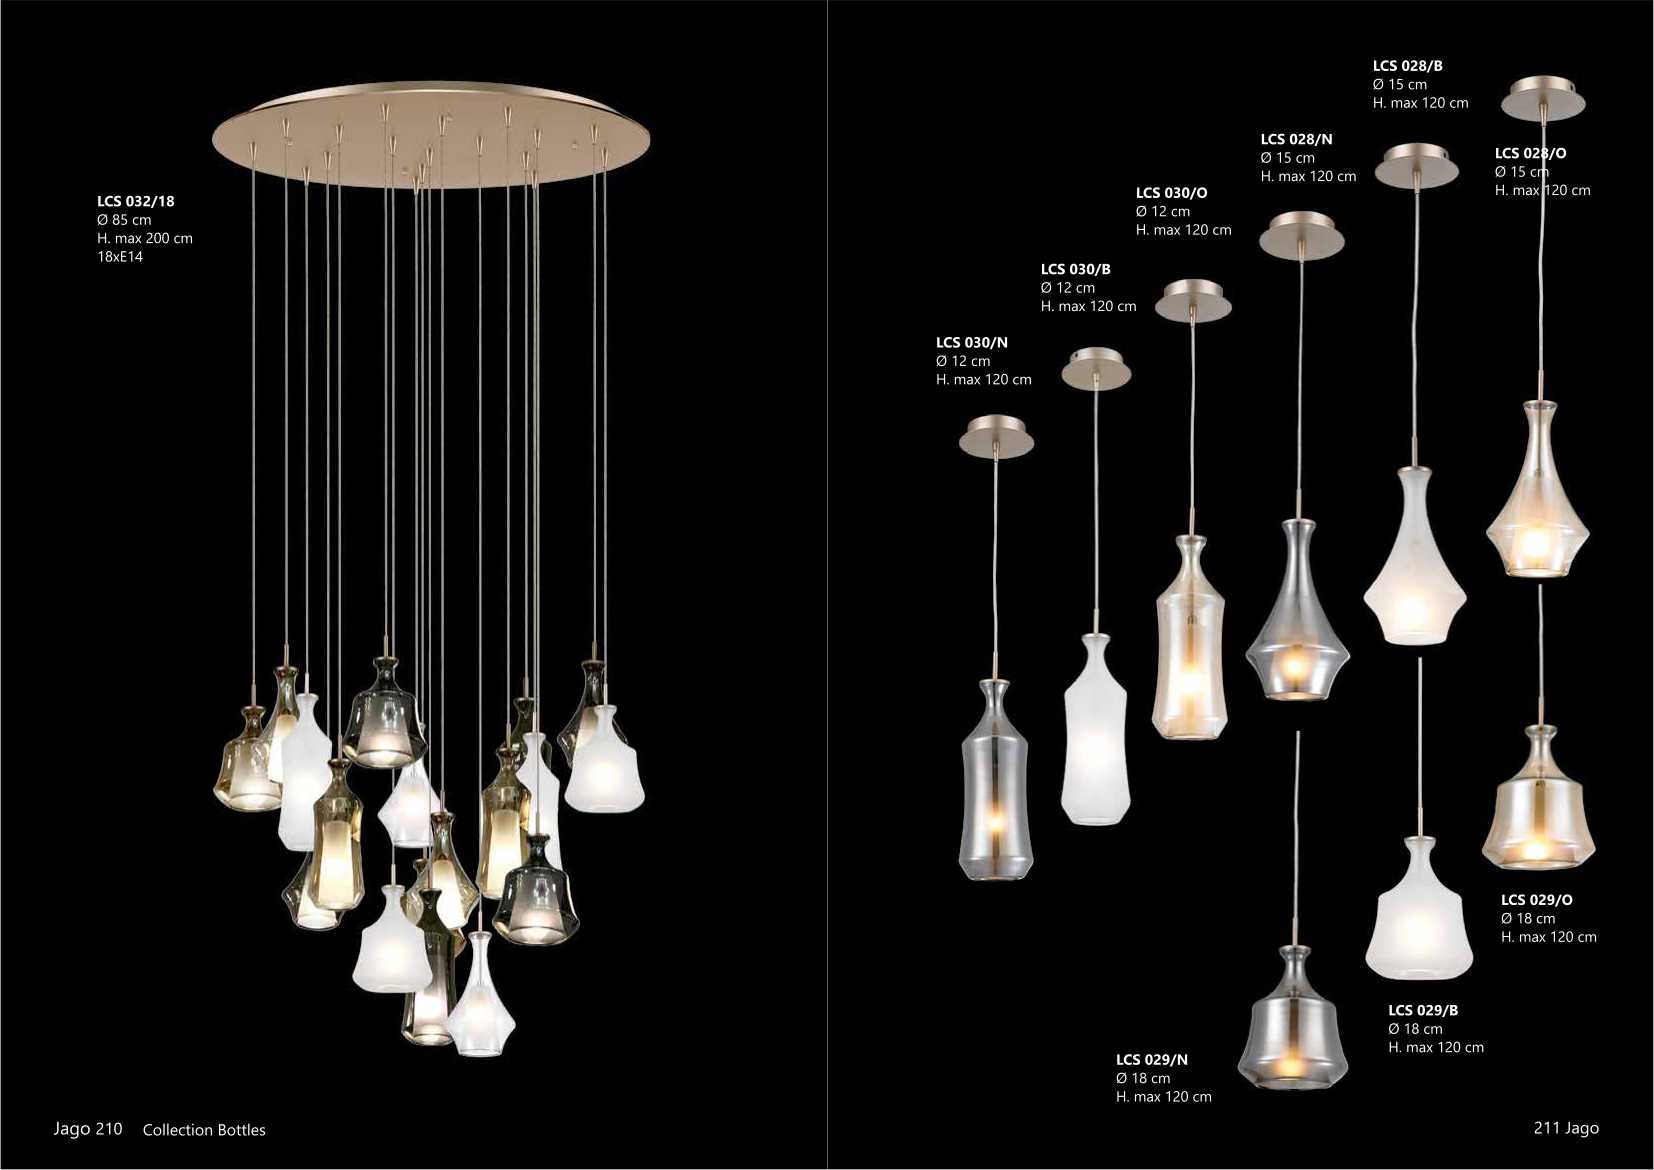 LCS 032/18
Ø 85 cm
H. max 200 cm
18xE14
Jago 210
Collection Bottles
LCS 030/N
Ø 12 cm
H. max 120 cm
LCS 030/B
Ø 12 cm
H. max 120 cm
LCS 030/O
Ø 12 cm
H. max 120 cm
LCS 028/N
Ø 15 cm
H. max 120 cm
LCS 028/B
Ø 15 cm
H. max 120 cm
LCS 028/O
Ø 15 cm
H. max 120 cm
LCS 029/O
Ø 18 cm
H. max 120 cm
LCS 029/B
Ø 18 cm
H. max 120 cm
LCS 029/N
Ø 18 cm
H. max 120 cm
211 Jago